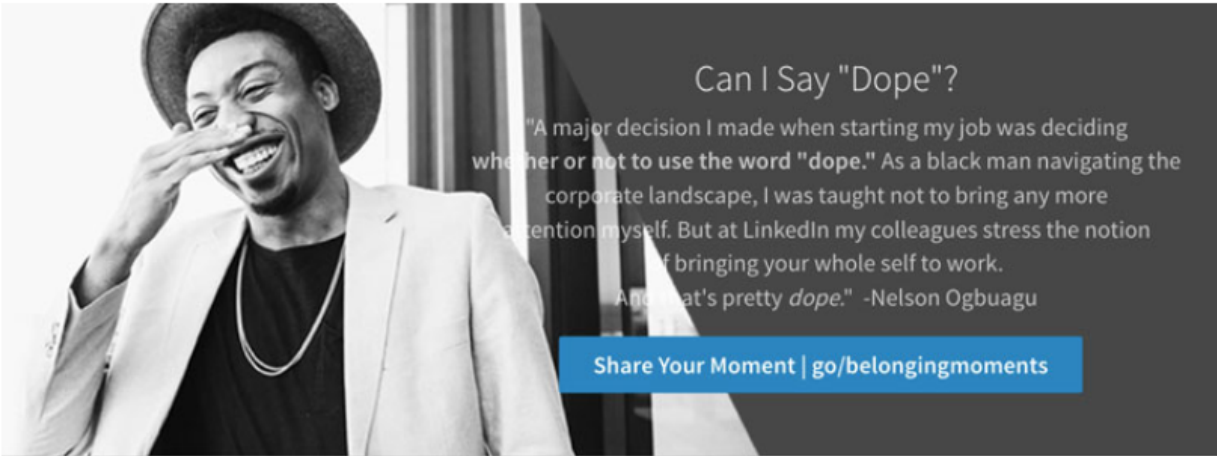 Can I Say "Dope"?
"A major decision I made when starting my job was deciding
whether or not to use the word "dope." As a black man navigating the
corporate landscape, I was taught not to bring any more
attention myself. But at LinkedIn my colleagues stress the notion
of bringing your whole self to work.
And that's pretty dope." -Nelson Ogbuagu
Share Your Moment | go/belongingmoments